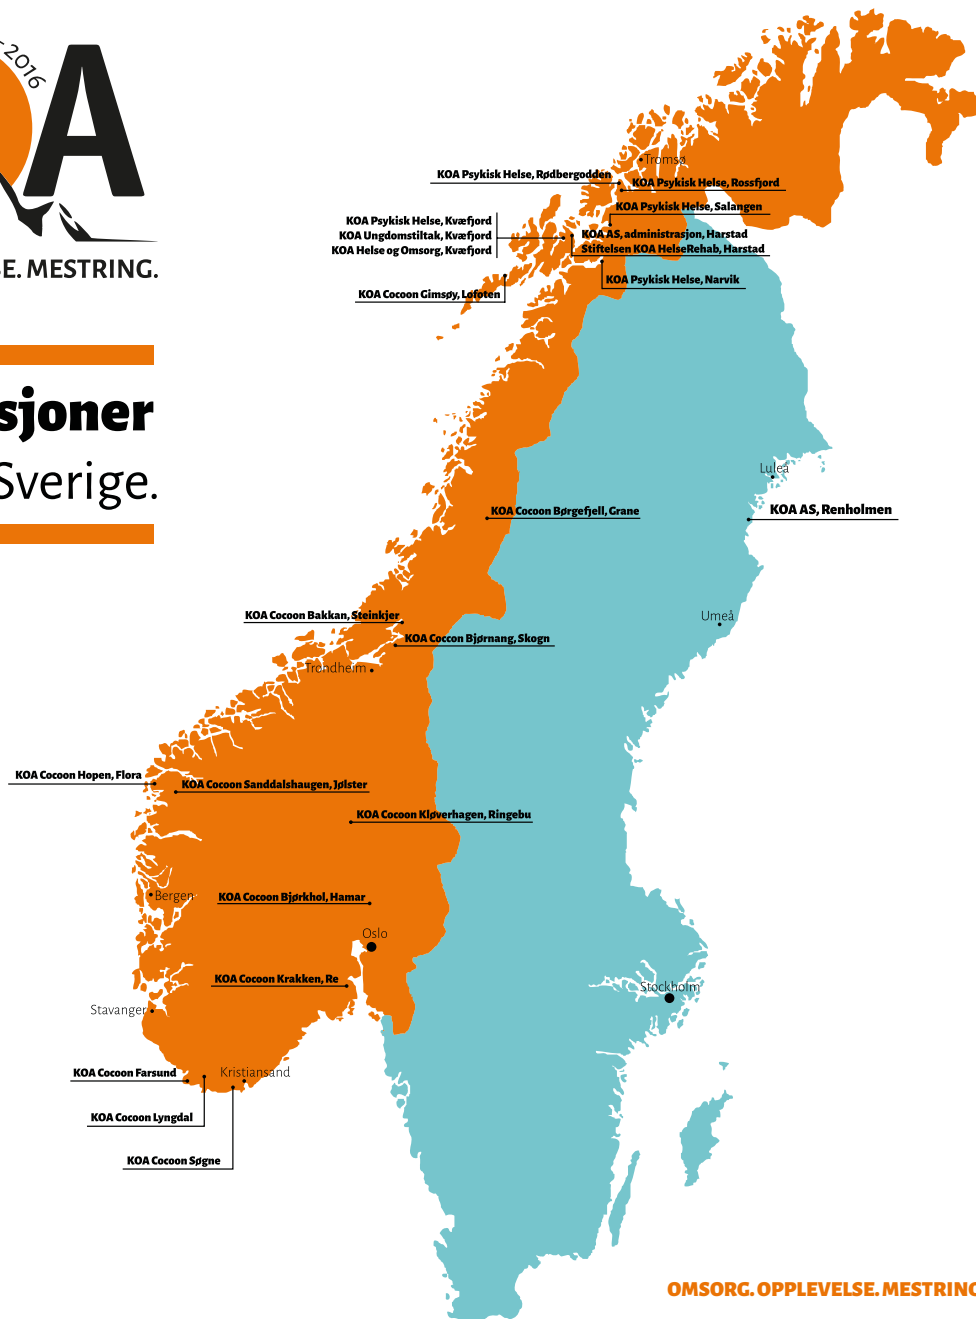 2016
A
SE. MESTRING.
sjoner
Sverige.
Tromsø
KOA Psykisk Helse, Rødbergodden
KOA Psykisk Helse, Rossfjord
KOA Psykisk Helse, Salangen
KOA Psykisk Helse, Kvæfjord
KOA Ungdomstiltak, Kvæfjord
KOA Helse og Omsorg, Kvæfjord
KOA AS, administrasjon, Harstad
Stiftelsen KOA HelseRehab, Harstad
KOA Psykisk Helse, Narvik
KOA Cocoon Gimsøy, Lofoten
Luleå
KOA AS, Renholmen
KOA Cocoon Børgefjell, Grane
KOA Cocoon Bakkan, Steinkjer
Umeå
KOA Coccon Bjørnang, Skogn
Trondheim
KOA Cocoon Hopen, Flora
KOA Cocoon Sanddalshaugen, Jølster
KOA Cocoon Kløverhagen, Ringebu
Bergen
KOA Cocoon Bjørkhol, Hamar
Oslo
KOA Cocoon Krakken, Re
Stockholm
Stavanger
KOA Cocoon Farsund
Kristiansand
KOA Cocoon Lyngdal
KOA Cocoon Søgne
OMSORG. OPPLEVELSE. MESTRING